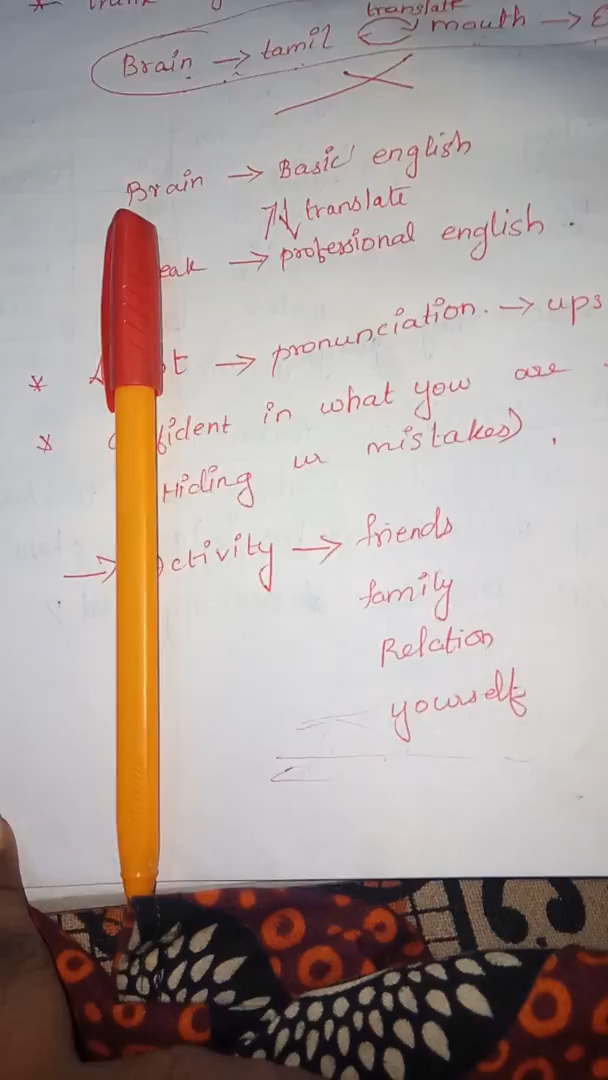 translate
Brain → tamil mouth → E
Brain → Basic english
translate
eak → professional english
t → pronunciation. → ups
* fident in what you are
Hiding ur mistakes) .
→ ctivity → friends
family
Relation
yourself